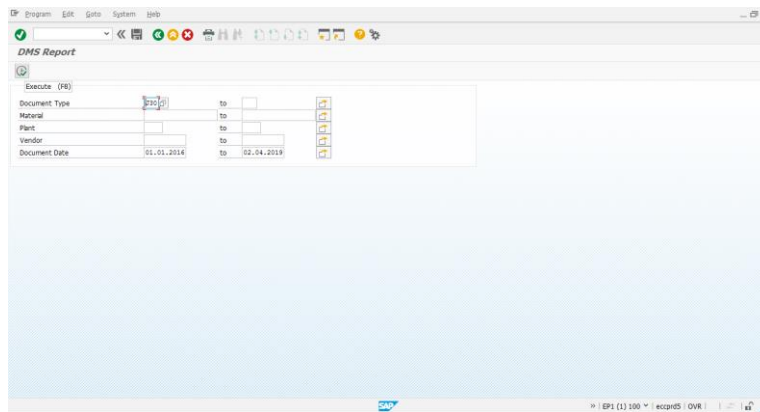 Program Edit Goto System Help
DMS Report
Execute (F8)
Document Type to
Material to
Plant to
Vendor to
Document Date 01.01.2016 to 02.04.2019
SAP
EP1 (1) 100 eccprd5 OVR